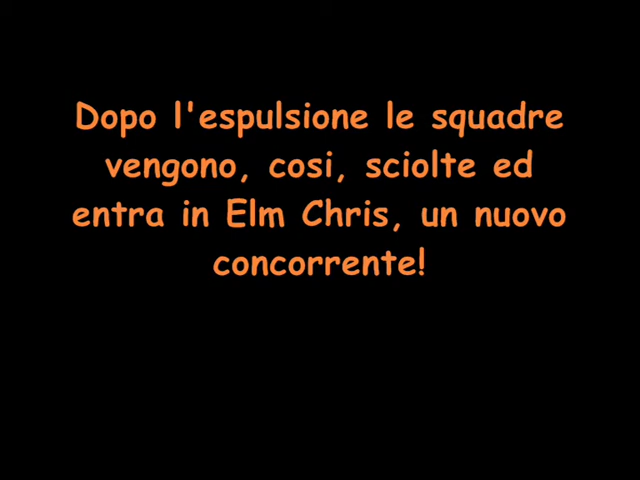 Dopo l'espulsione le squadre
vengono, cosi, sciolte ed
entra in Elm Chris, un nuovo
concorrente!